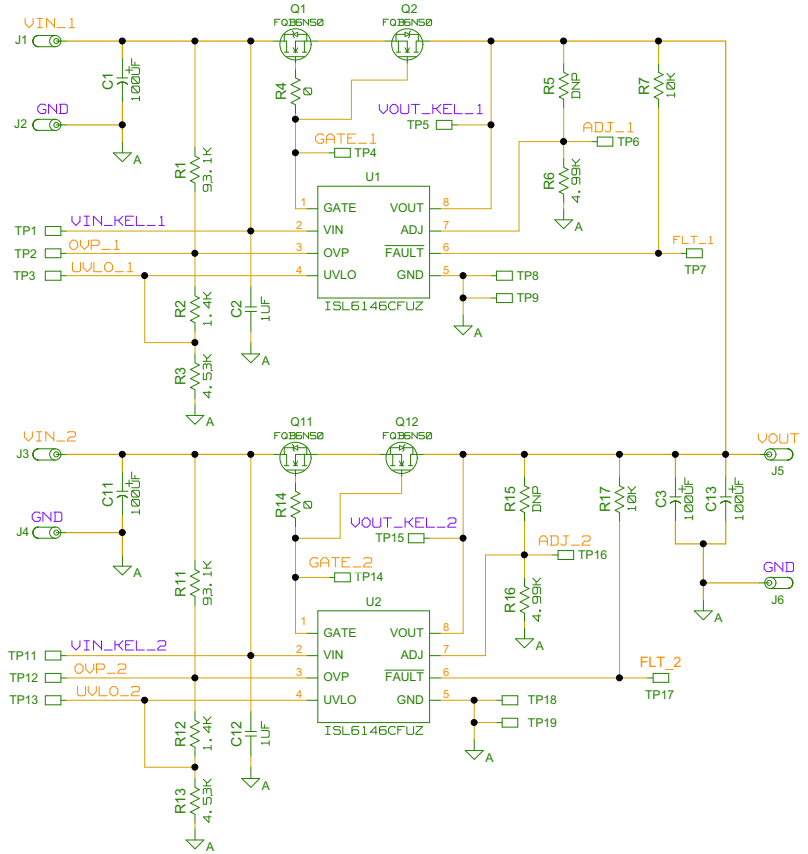 VIN_1
J1
C1
100UF
GND
J2
A
Q1
FQB6N50
Q2
FQB6N50
R4
0
VOUT_KEL_1
TP5
GATE_1
TP4
R5
DNP
R7
10K
ADJ_1
TP6
R6
4.99K
A
R1
93.1K
U1
1 GATE VOUT 8
2 VIN ADJ 7
3 OVP FAULT 6
4 UVLO GND 5
ISL6146CFUZ
TP1 VIN_KEL_1
TP2 OVP_1
TP3 UVLO_1
FLT_1
TP7
TP8
TP9
A
R2
1.4K
C2
1UF
A
R3
4.53K
A
VIN_2
J3
C11
100UF
GND
J4
A
Q11
FQB6N50
Q12
FQB6N50
R14
0
VOUT_KEL_2
TP15
GATE_2
TP14
R15
DNP
R17
10K
C3
100UF
C13
100UF
VOUT
J5
ADJ_2
TP16
R16
4.99K
A
GND
J6
A
R11
93.1K
U2
1 GATE VOUT 8
2 VIN ADJ 7
3 OVP FAULT 6
4 UVLO GND 5
ISL6146CFUZ
TP11 VIN_KEL_2
TP12 OVP_2
TP13 UVLO_2
FLT_2
TP17
TP18
TP19
A
R12
1.4K
C12
1UF
A
R13
4.53K
A